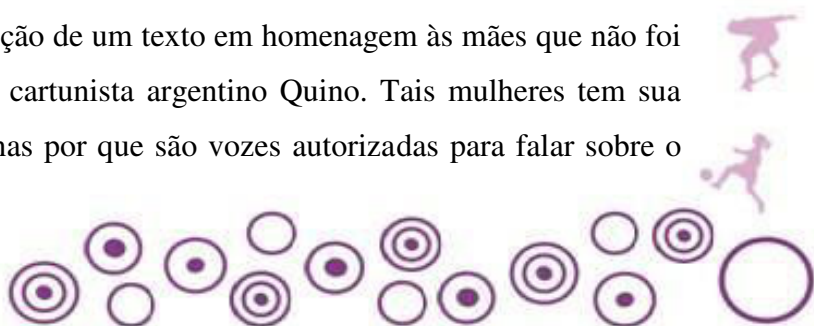 ção de um texto em homenagem às mães que não foi
cartunista argentino Quino. Tais mulheres tem sua
nas por que são vozes autorizadas para falar sobre o